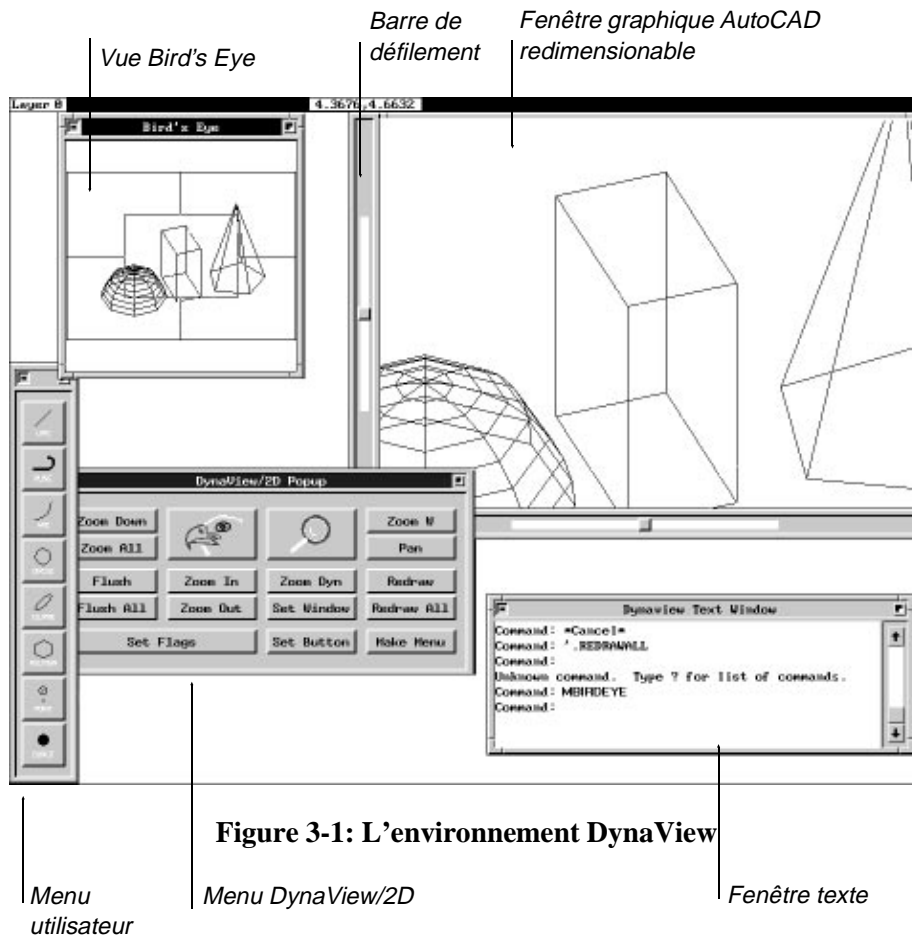 Barre de
défilement
Fenêtre graphique AutoCAD
redimensionable
Vue Bird's Eye
Layer 0
4.3676,4.6632
Bird's Eye
DynaView/2D Popup
Zoom Down
Zoom W
Zoom All
Pan
Flush
Zoom In
Zoom Dyn
Redraw
Flush All
Zoom Out
Set Window
Redraw All
Set Flags
Set Button
Make Menu
Dynaview Text Window
Command: *Cancel*
Command: '.REDRAWALL
Command:
Unknown command. Type ? for list of commands.
Command: MBIRDEYE
Command:
Figure 3-1: L'environnement DynaView
Menu
utilisateur
Menu DynaView/2D
Fenêtre texte